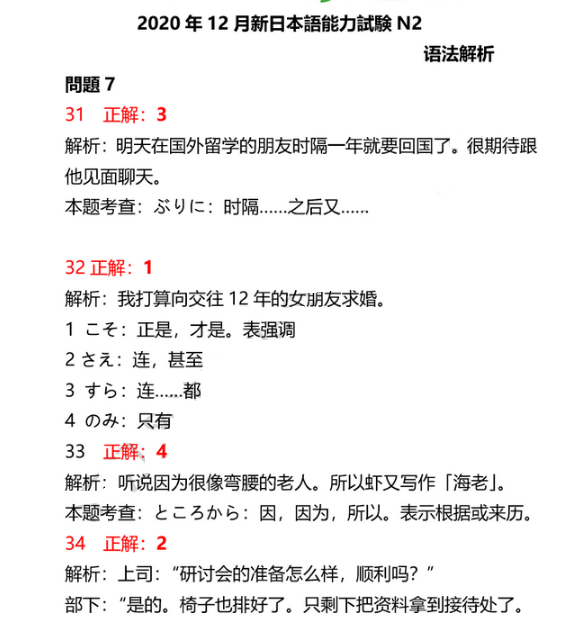 2020 年 12 月新日本語能力試験 N2
语法解析
問題 7
31 正解：3
解析：明天在国外留学的朋友时隔一年就要回国了。很期待跟
他见面聊天。
本题考查：ぶりに：时隔……之后又……
32 正解：1
解析：我打算向交往 12 年的女朋友求婚。
1 こそ：正是，才是。表强调
2 さえ：连，甚至
3 すら：连……都
4 のみ：只有
33 正解：4
解析：听说因为很像弯腰的老人。所以虾又写作「海老」。
本题考查：ところから：因，因为，所以。表示根据或来历。
34 正解：2
解析：上司：“研讨会的准备怎么样，顺利吗？”
部下：“是的。椅子也排好了。只剩下把资料拿到接待处了。